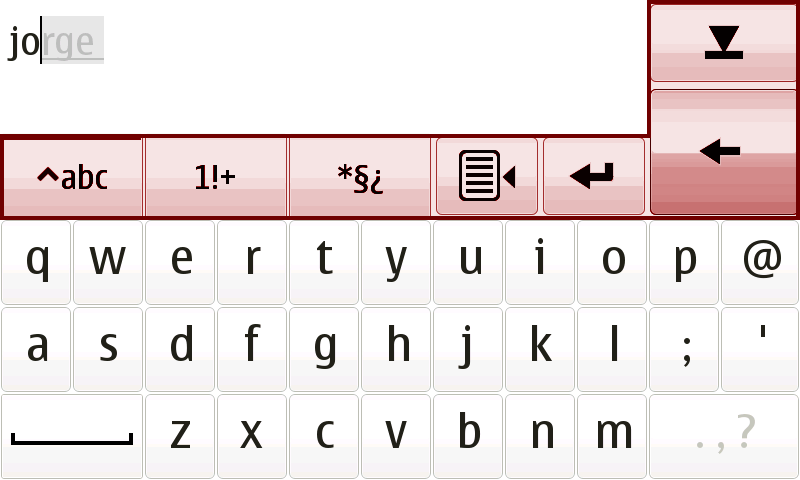 jorge
^abc 1!+ *§¿
q w e r t y u i o p @
a s d f g h j k l ; '
z x c v b n m . , ?